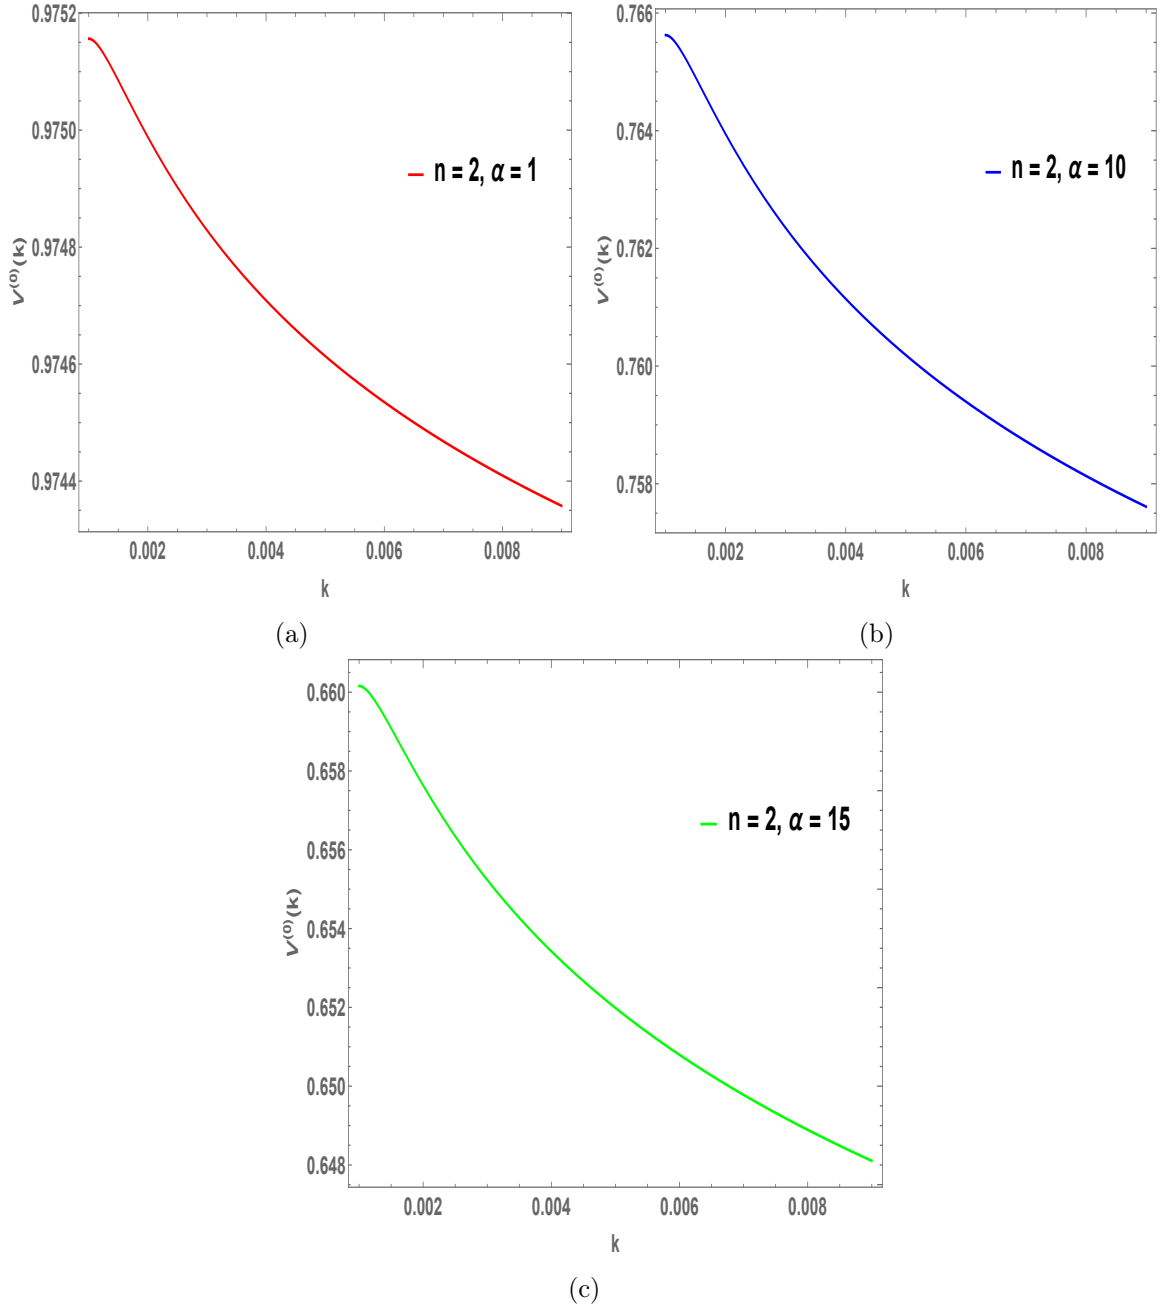 0.9752
0.9750
0.9748
0.9746
0.9744
V⁽⁰⁾(k)
n = 2, α = 1
0.002 0.004 0.006 0.008
k
(a)
0.766
0.764
0.762
0.760
0.758
V⁽⁰⁾(k)
n = 2, α = 10
0.002 0.004 0.006 0.008
k
(b)
0.660
0.658
0.656
0.654
0.652
0.650
0.648
V⁽⁰⁾(k)
n = 2, α = 15
0.002 0.004 0.006 0.008
k
(c)